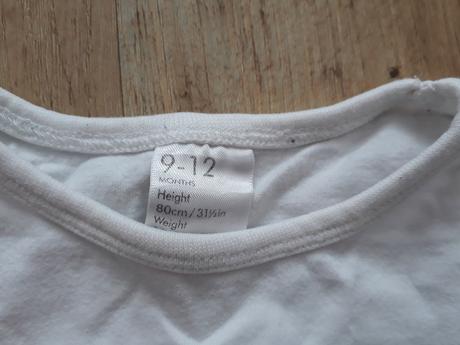 9-12
MONTHS
Height
80cm/31½in
Weight